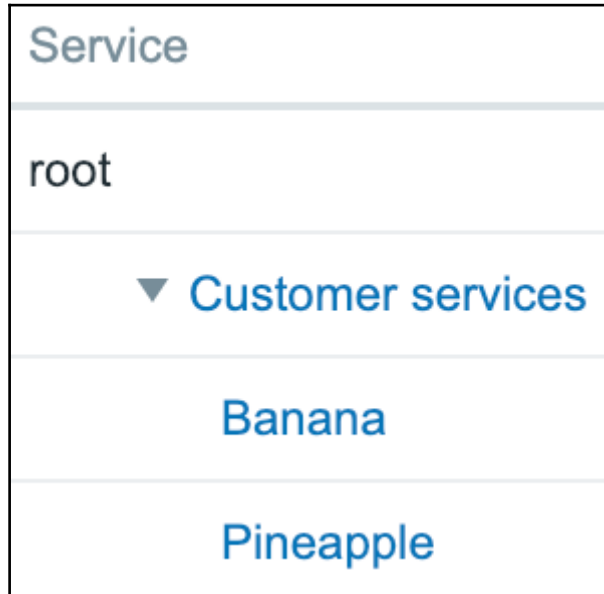 Service
root
Customer services
Banana
Pineapple